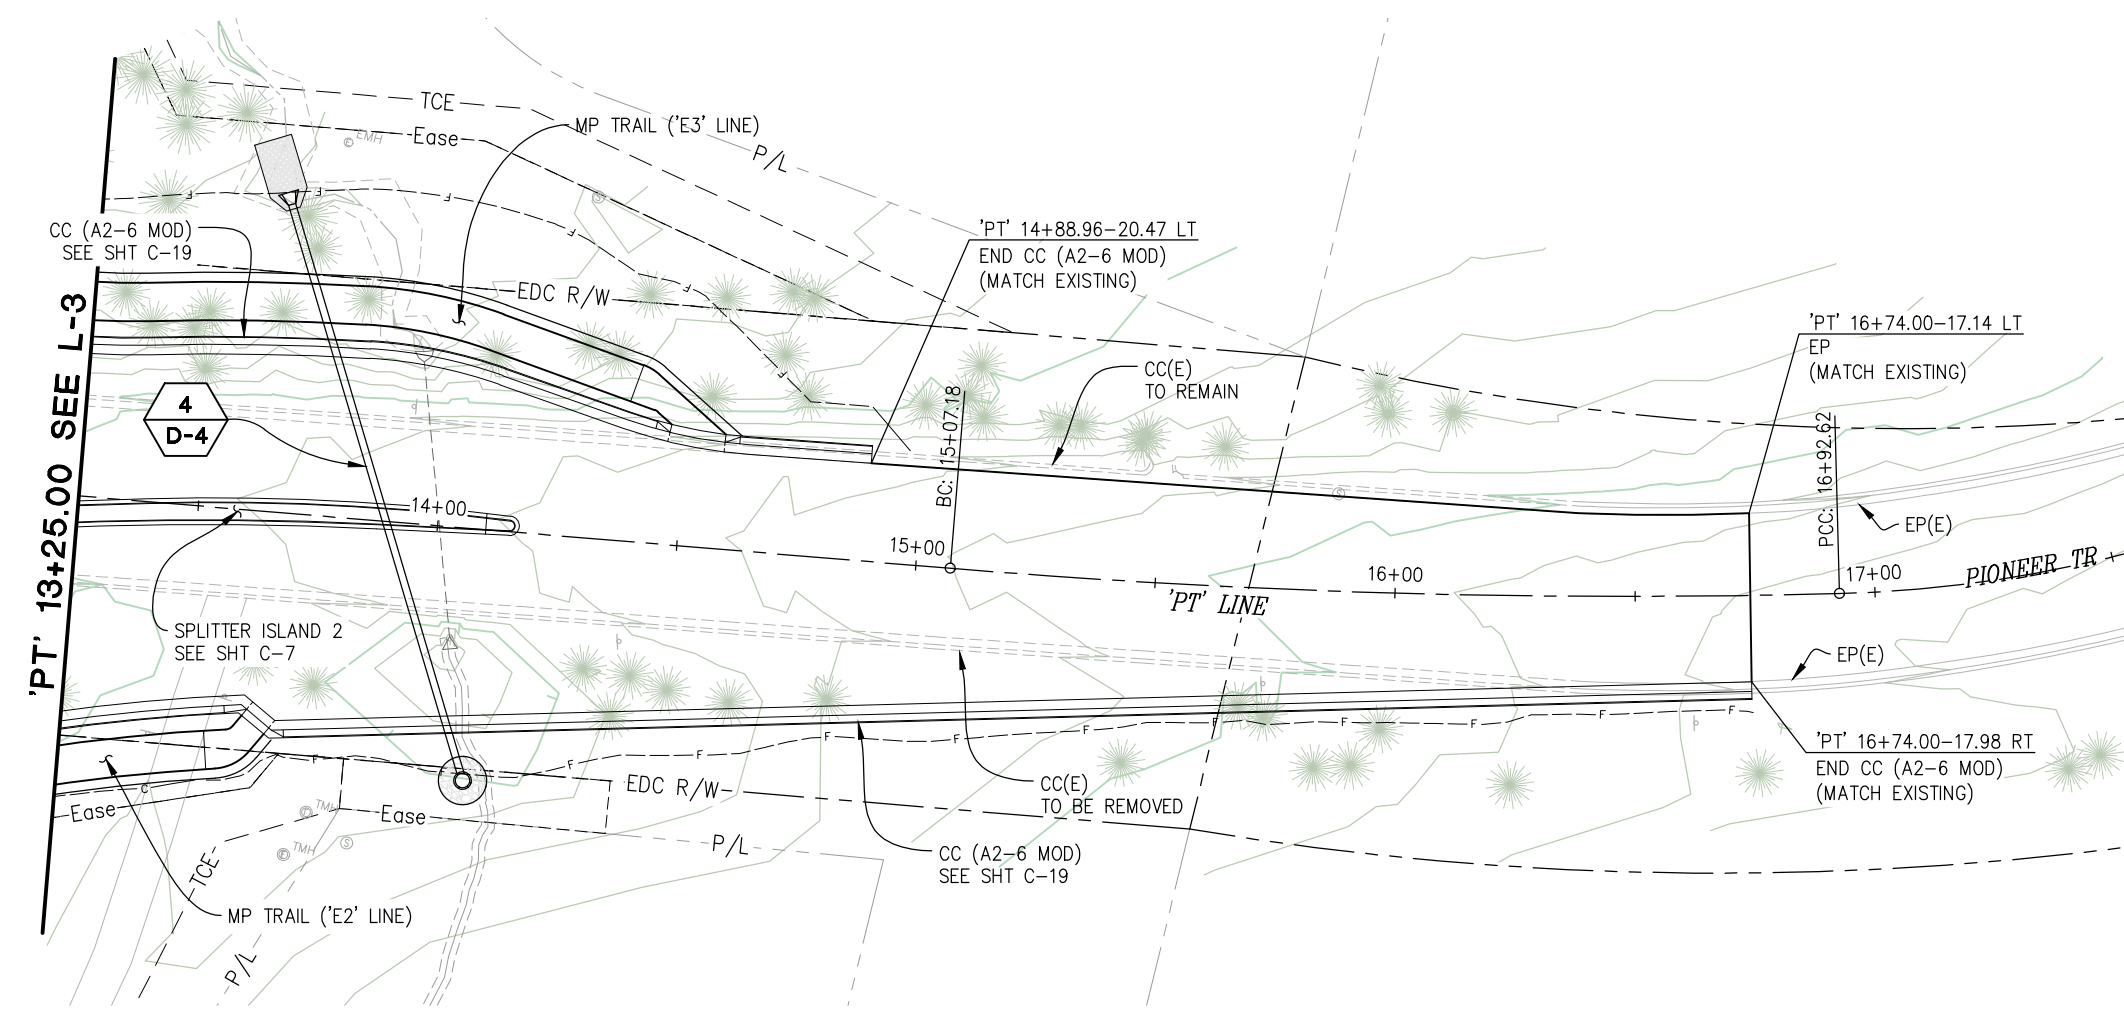 TCE
Ease
MP TRAIL ('E3' LINE)
P/L
EMH
S
F
F
F
F
F
F
CC (A2-6 MOD)
SEE SHT C-19
EDC R/W
'PT' 14+88.96-20.47 LT
END CC (A2-6 MOD)
(MATCH EXISTING)
'PT' 16+74.00-17.14 LT
EP
(MATCH EXISTING)
CC(E)
TO REMAIN
'PT' 13+25.00 SEE L-3
4
D-4
BC: 15+07.18
PCC: 16+92.62
S
EP(E)
14+00
15+00
16+00
17+00
'PT' LINE
PIONEER TR
SPLITTER ISLAND 2
SEE SHT C-7
EP(E)
'PT' 16+74.00-17.98 RT
END CC (A2-6 MOD)
(MATCH EXISTING)
F
F
F
F
F
F
F
F
F
F
F
C
EDC R/W
CC(E)
TO BE REMOVED
Ease
TMH
Ease
TMH
S
P/L
CC (A2-6 MOD)
SEE SHT C-19
TCE
MP TRAIL ('E2' LINE)
P/L